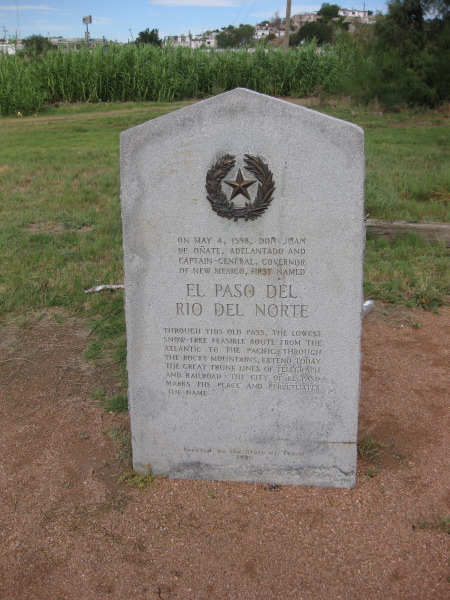 ON MAY 4, 1598, DON JUAN
DE OÑATE, ADELANTADO AND
CAPTAIN-GENERAL, GOVERNOR
OF NEW MEXICO, FIRST NAMED
EL PASO DEL
RIO DEL NORTE
THROUGH THIS OLD PASS, THE LOWEST
SNOW-FREE FEASIBLE ROUTE FROM THE
ATLANTIC TO THE PACIFIC THROUGH
THE ROCKY MOUNTAINS, EXTEND TODAY
THE GREAT TRUNK LINES OF TELEGRAPH
AND RAILROAD · THE CITY OF EL PASO
MARKS THE PLACE AND PERPETUATES
THE NAME
Erected by the State of Texas